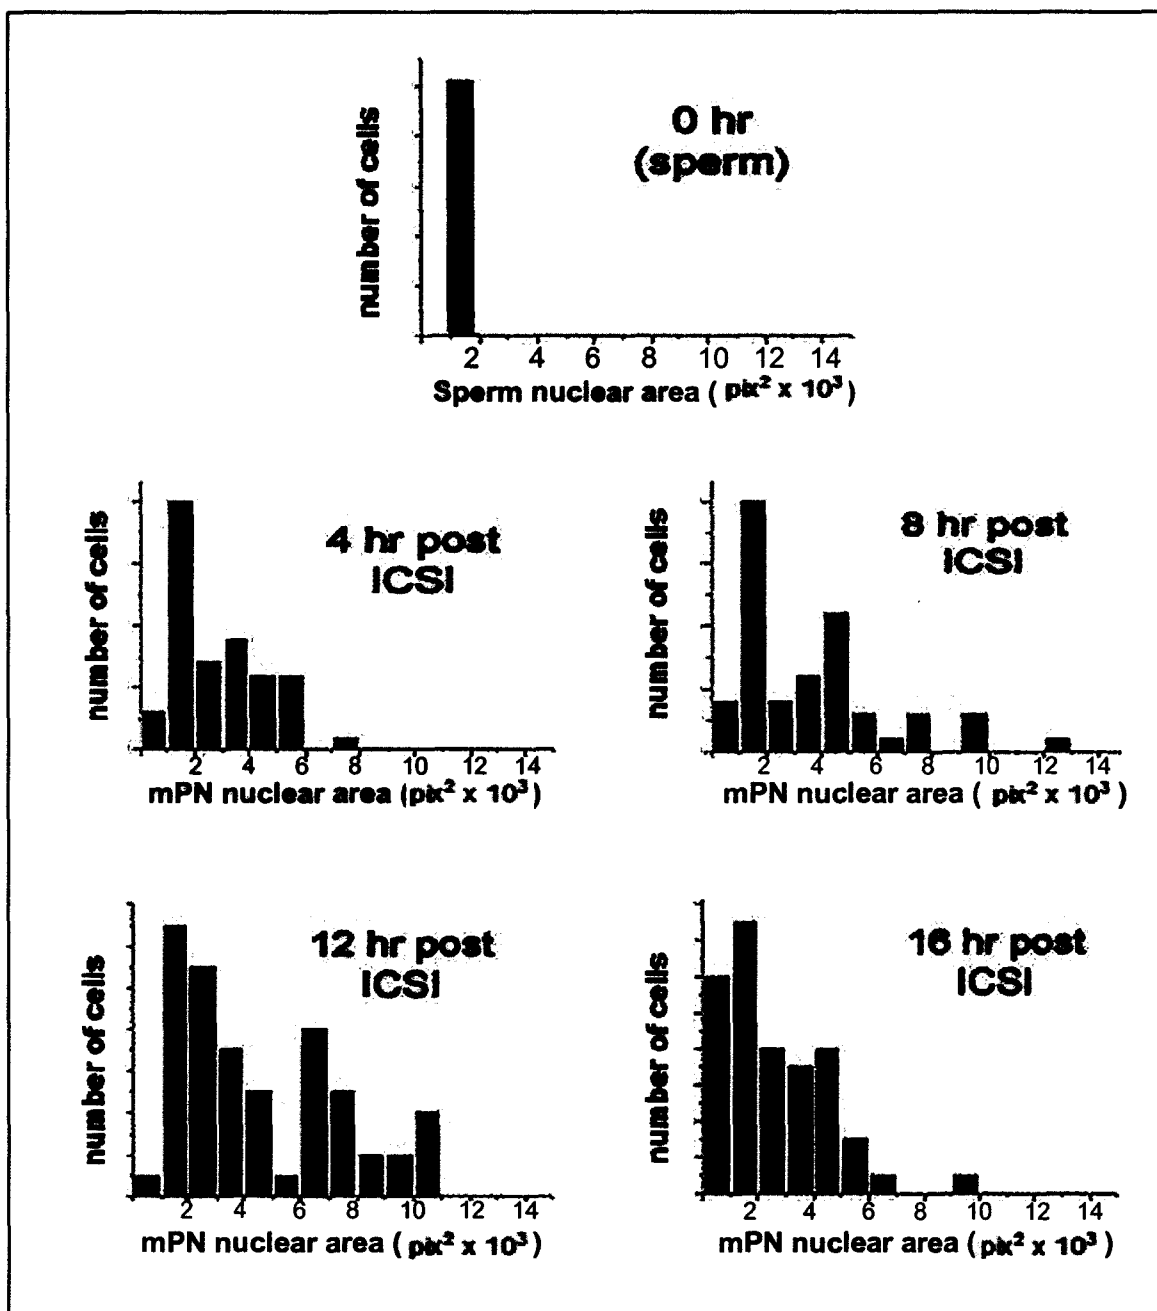 number of cells
0 hr
(sperm)
2 4 6 8 10 12 14
Sperm nuclear area ( pix² x 10³)
number of cells
4 hr post
ICSI
2 4 6 8 10 12 14
mPN nuclear area (pix² x 10³)
number of cells
8 hr post
ICSI
2 4 6 8 10 12 14
mPN nuclear area ( pix² x 10³)
number of cells
12 hr post
ICSI
2 4 6 8 10 12 14
mPN nuclear area ( pix² x 10³)
number of cells
16 hr post
ICSI
2 4 6 8 10 12 14
mPN nuclear area ( pix² x 10³)